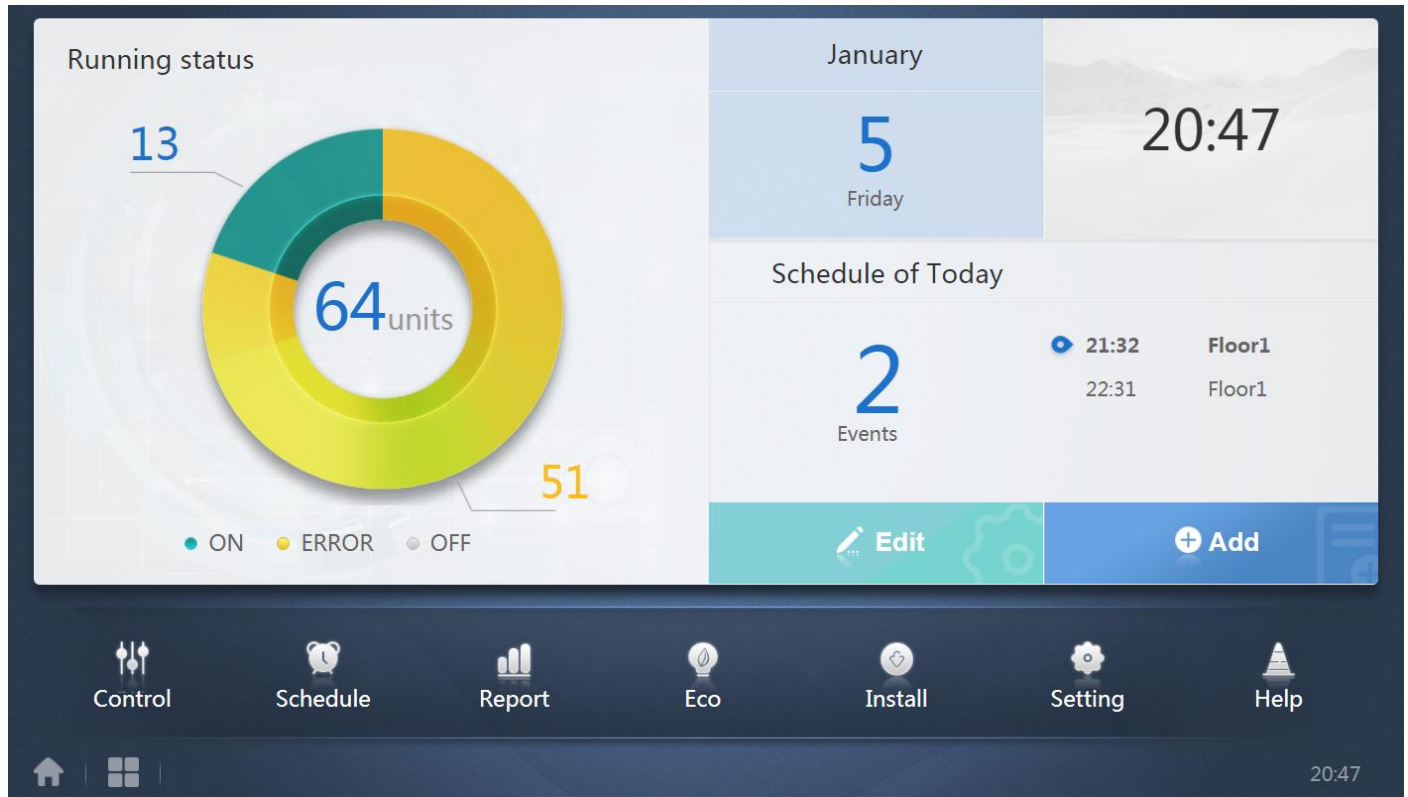 Running status
13
64units
51
ON ERROR OFF
January
5
Friday
20:47
Schedule of Today
2
Events
21:32 Floor1
22:31 Floor1
Edit
Add
Control Schedule Report Eco Install Setting Help
20:47